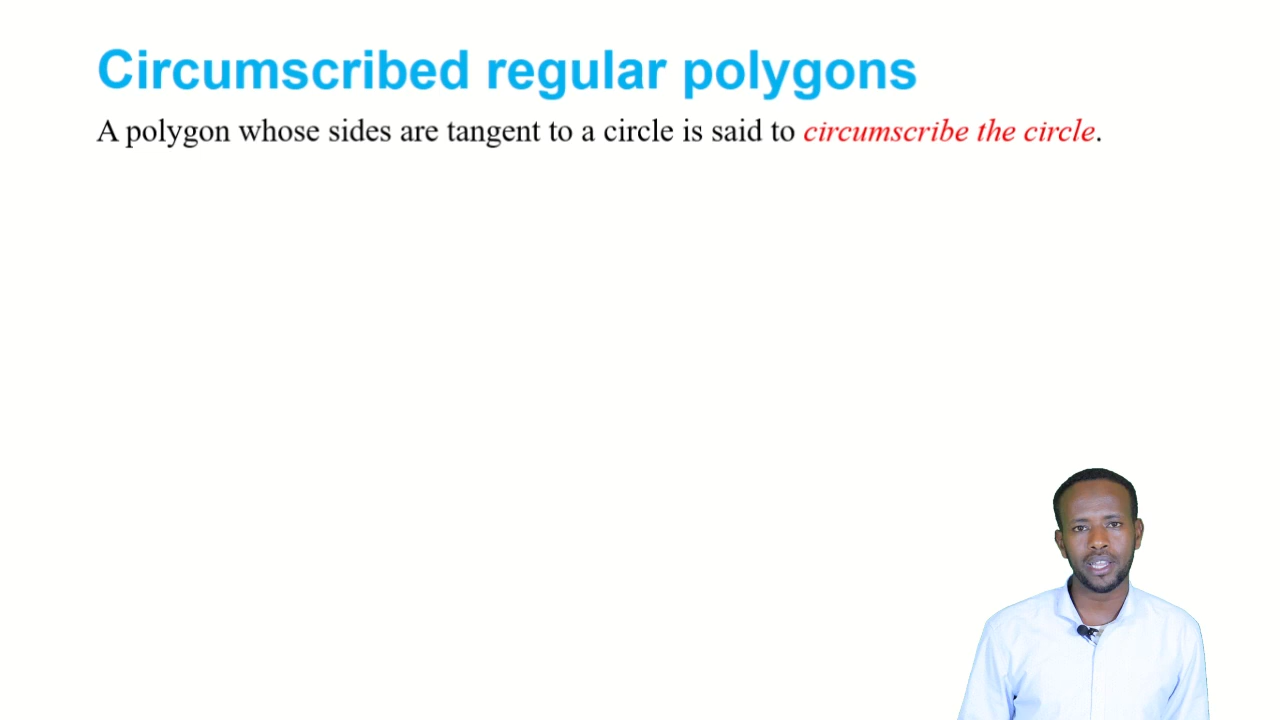 Circumscribed regular polygons
A polygon whose sides are tangent to a circle is said to circumscribe the circle.